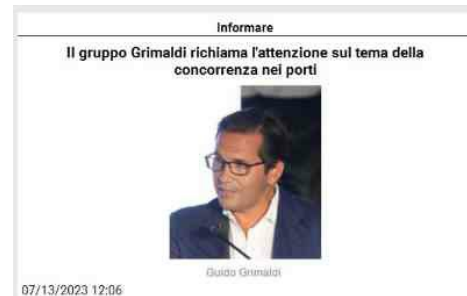 Informare
Il gruppo Grimaldi richiama l'attenzione sul tema della
concorrenza nei porti
Guido Grimaldi
07/13/2023 12:06